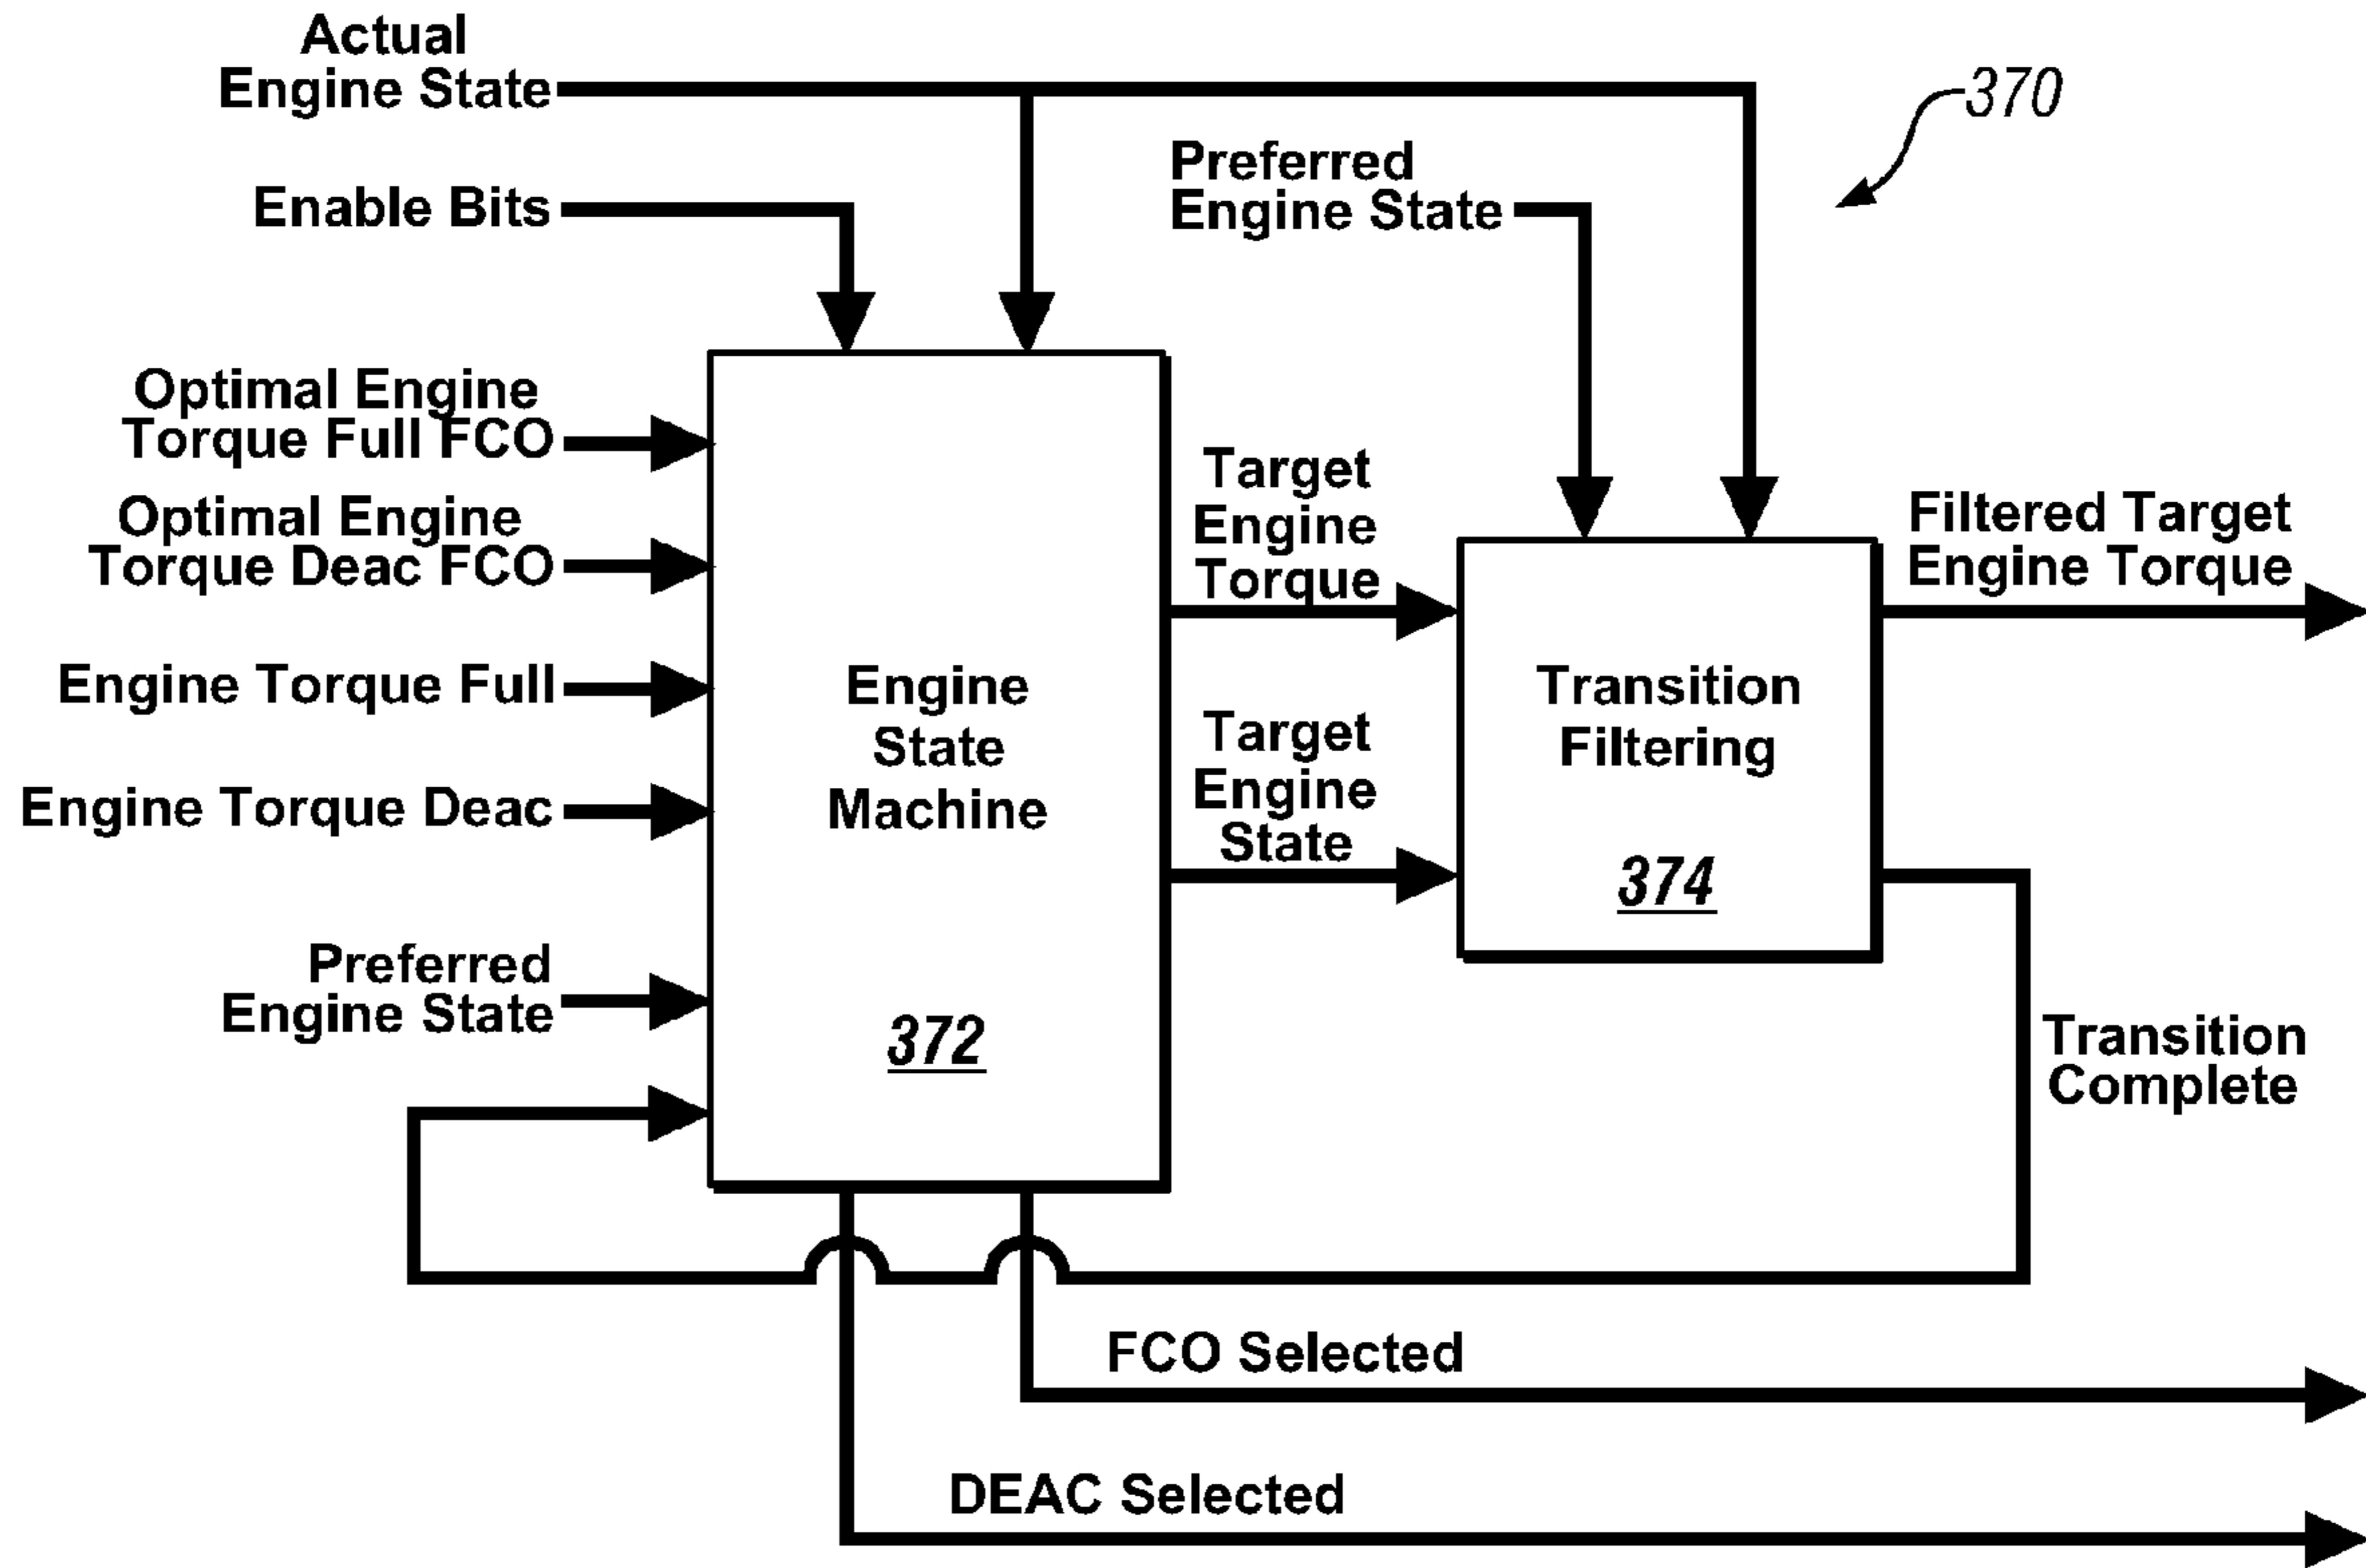 Actual
Engine State
370
Preferred
Engine State
Enable Bits
Optimal Engine
Torque Full FCO
Optimal Engine
Torque Deac FCO
Engine Torque Full
Engine Torque Deac
Preferred
Engine State
Engine
State
Machine
372
Target
Engine
Torque
Target
Engine
State
Transition
Filtering
374
Filtered Target
Engine Torque
Transition
Complete
FCO Selected
DEAC Selected